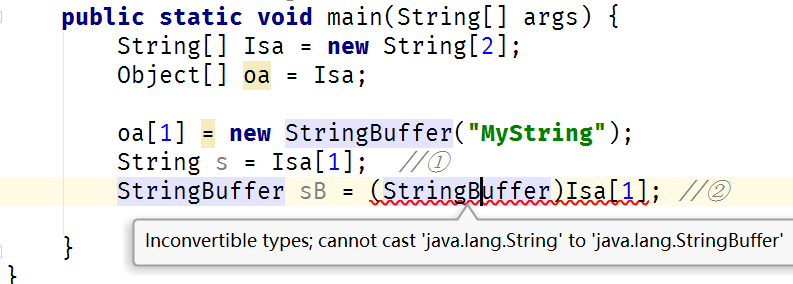 public static void main(String[] args) {
String[] Isa = new String[2];
Object[] oa = Isa;
oa[1] = new StringBuffer("MyString");
String s = Isa[1]; //①
StringBuffer sB = (StringBuffer)Isa[1]; //②
Inconvertible types; cannot cast 'java.lang.String' to 'java.lang.StringBuffer'
}
}